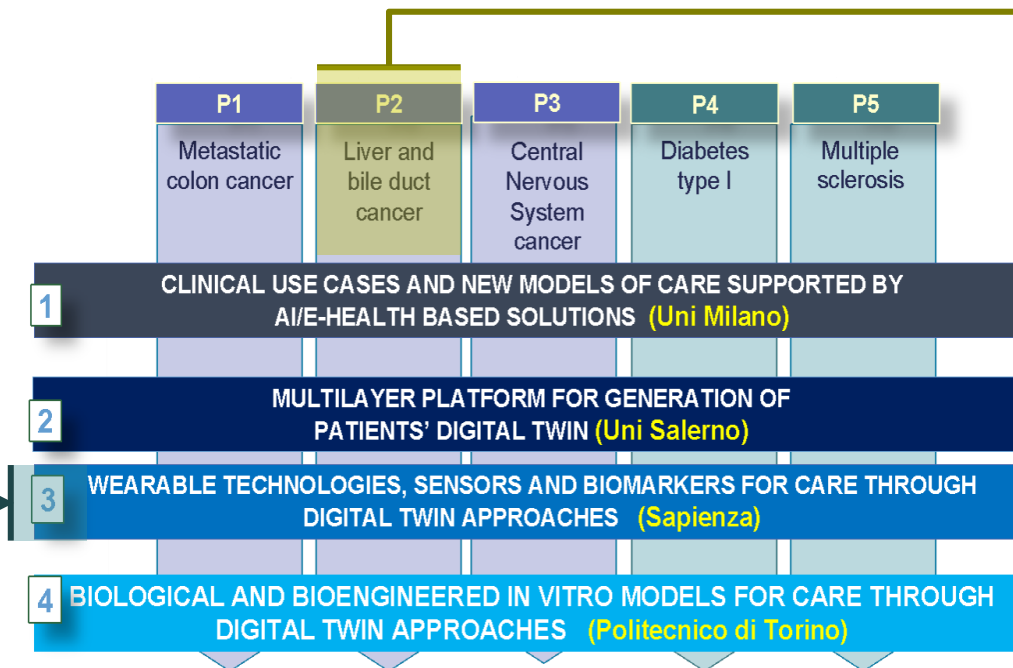 P1
P2
P3
P4
P5
Metastatic
colon cancer
Liver and
bile duct
cancer
Central
Nervous
System
cancer
Diabetes
type I
Multiple
sclerosis
1
CLINICAL USE CASES AND NEW MODELS OF CARE SUPPORTED BY
AI/E-HEALTH BASED SOLUTIONS (Uni Milano)
2
MULTILAYER PLATFORM FOR GENERATION OF
PATIENTS’ DIGITAL TWIN (Uni Salerno)
3
WEARABLE TECHNOLOGIES, SENSORS AND BIOMARKERS FOR CARE THROUGH
DIGITAL TWIN APPROACHES (Sapienza)
4
BIOLOGICAL AND BIOENGINEERED IN VITRO MODELS FOR CARE THROUGH
DIGITAL TWIN APPROACHES (Politecnico di Torino)